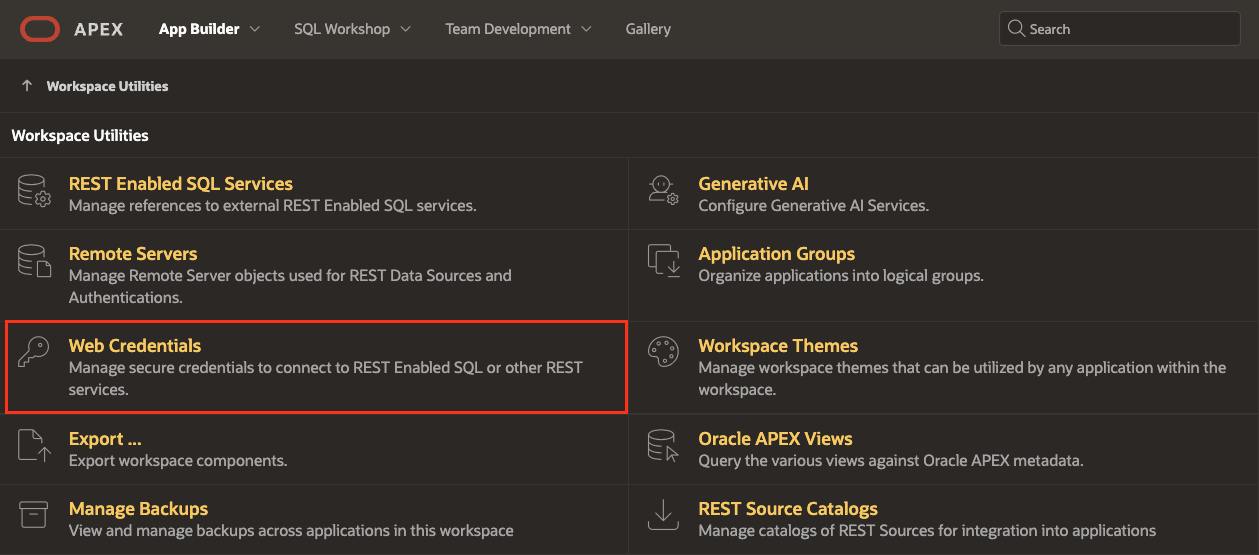 APEX
App Builder
SQL Workshop
Team Development
Gallery
Search
Workspace Utilities
Workspace Utilities
REST Enabled SQL Services
Manage references to external REST Enabled SQL services.
Generative AI
Configure Generative AI Services.
Remote Servers
Manage Remote Server objects used for REST Data Sources and
Authentications.
Application Groups
Organize applications into logical groups.
Web Credentials
Manage secure credentials to connect to REST Enabled SQL or other REST
services.
Workspace Themes
Manage workspace themes that can be utilized by any application within the
workspace.
Export ...
Export workspace components.
Oracle APEX Views
Query the various views against Oracle APEX metadata.
Manage Backups
View and manage backups across applications in this workspace
REST Source Catalogs
Manage catalogs of REST Sources for integration into applications